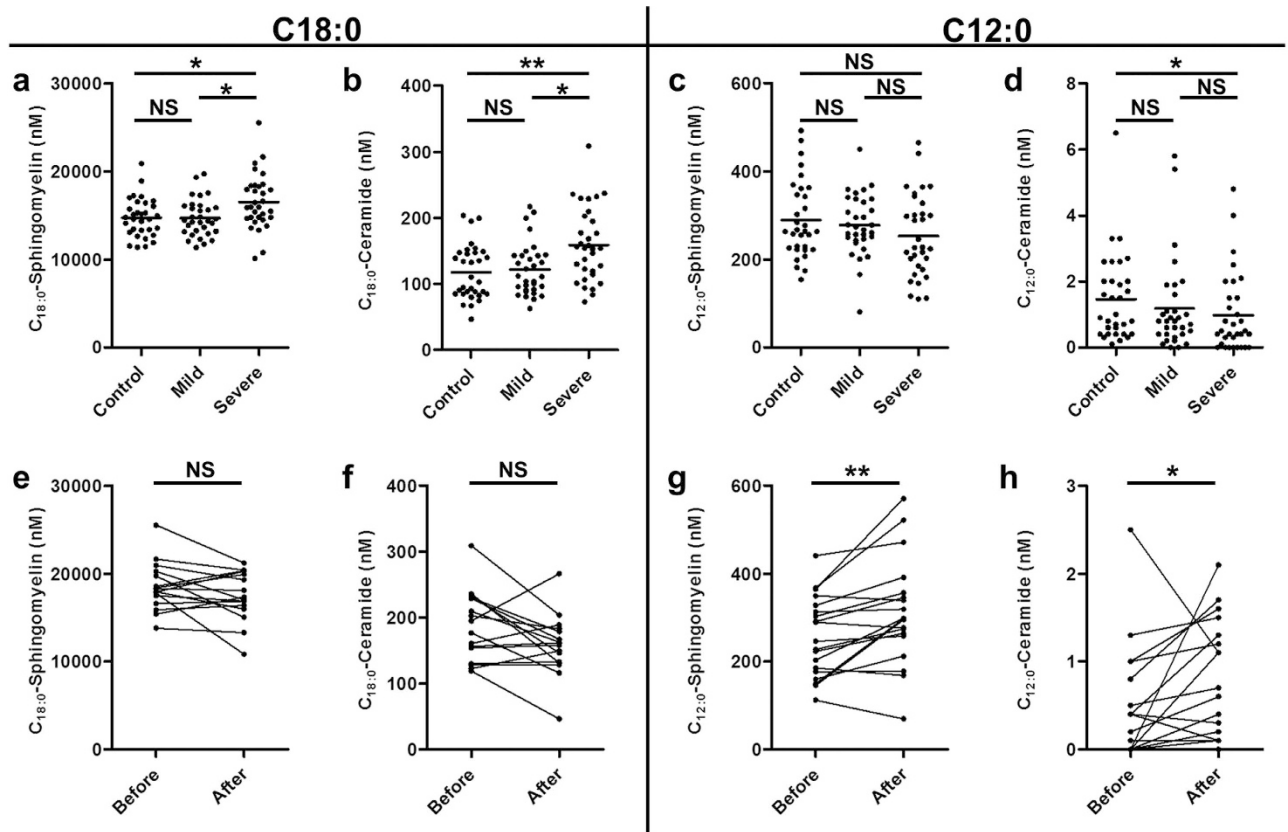 C18:0
C12:0
a
*
NS
*
C18:0-Sphingomyelin (nM)
30000
20000
10000
0
Control
Mild
Severe
b
**
NS
*
C18:0-Ceramide (nM)
400
300
200
100
0
Control
Mild
Severe
c
NS
NS
NS
C12:0-Sphingomyelin (nM)
600
400
200
0
Control
Mild
Severe
d
*
NS
NS
C12:0-Ceramide (nM)
8
6
4
2
0
Control
Mild
Severe
e
NS
C18:0-Sphingomyelin (nM)
30000
20000
10000
0
Before
After
f
NS
C18:0-Ceramide (nM)
400
300
200
100
0
Before
After
g
**
C12:0-Sphingomyelin (nM)
600
400
200
0
Before
After
h
*
C12:0-Ceramide (nM)
3
2
1
0
Before
After